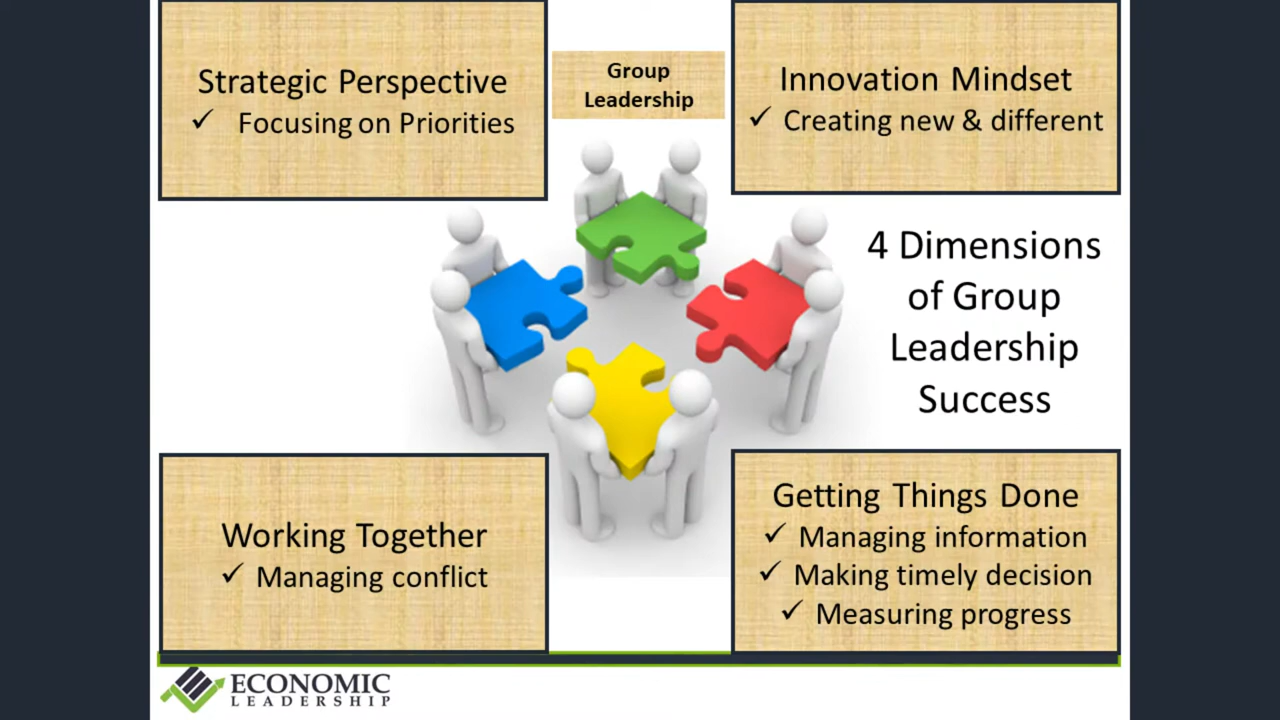 Strategic Perspective
✓ Focusing on Priorities
Group
Leadership
Innovation Mindset
✓ Creating new & different
4 Dimensions
of Group
Leadership
Success
Working Together
✓ Managing conflict
Getting Things Done
✓ Managing information
✓ Making timely decision
✓ Measuring progress
ECONOMIC
LEADERSHIP